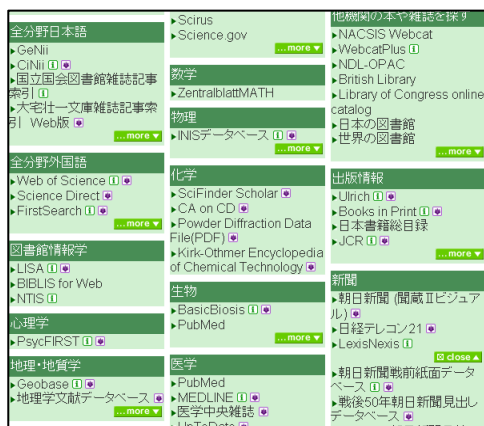 全分野日本語
GeNii
CiNii
国立国会図書館雑誌記事
索引
大宅壮一文庫雑誌記事索
引 Web版
...more ▼
全分野外国語
Web of Science
Science Direct
FirstSearch
...more ▼
図書館情報学
LISA
BIBLIS for Web
NTIS
心理学
PsycFIRST
地理・地質学
Geobase
地理学文献データベース
...more ▼
Scirus
Science.gov
...more ▼
数学
ZentralblattMATH
物理
INISデータベース
...more ▼
化学
SciFinder Scholar
CA on CD
Powder Diffraction Data
File(PDF)
Kirk-Othmer Encyclopedia
of Chemical Technology
生物
BasicBiosis
PubMed
...more ▼
医学
PubMed
MEDLINE
医学中央雑誌
UpToDate
他機関の本や雑誌を探す
NACSIS Webcat
WebcatPlus
NDL-OPAC
British Library
Library of Congress online
catalog
日本の図書館
世界の図書館
...more ▼
出版情報
Ulrich
Books in Print
日本書籍総目録
JCR
新聞
朝日新聞 (聞蔵Ⅱビジュア
ル)
日経テレコン21
LexisNexis
close ▲
朝日新聞戦前紙面データ
ベース
戦後50年朝日新聞見出し
データベース